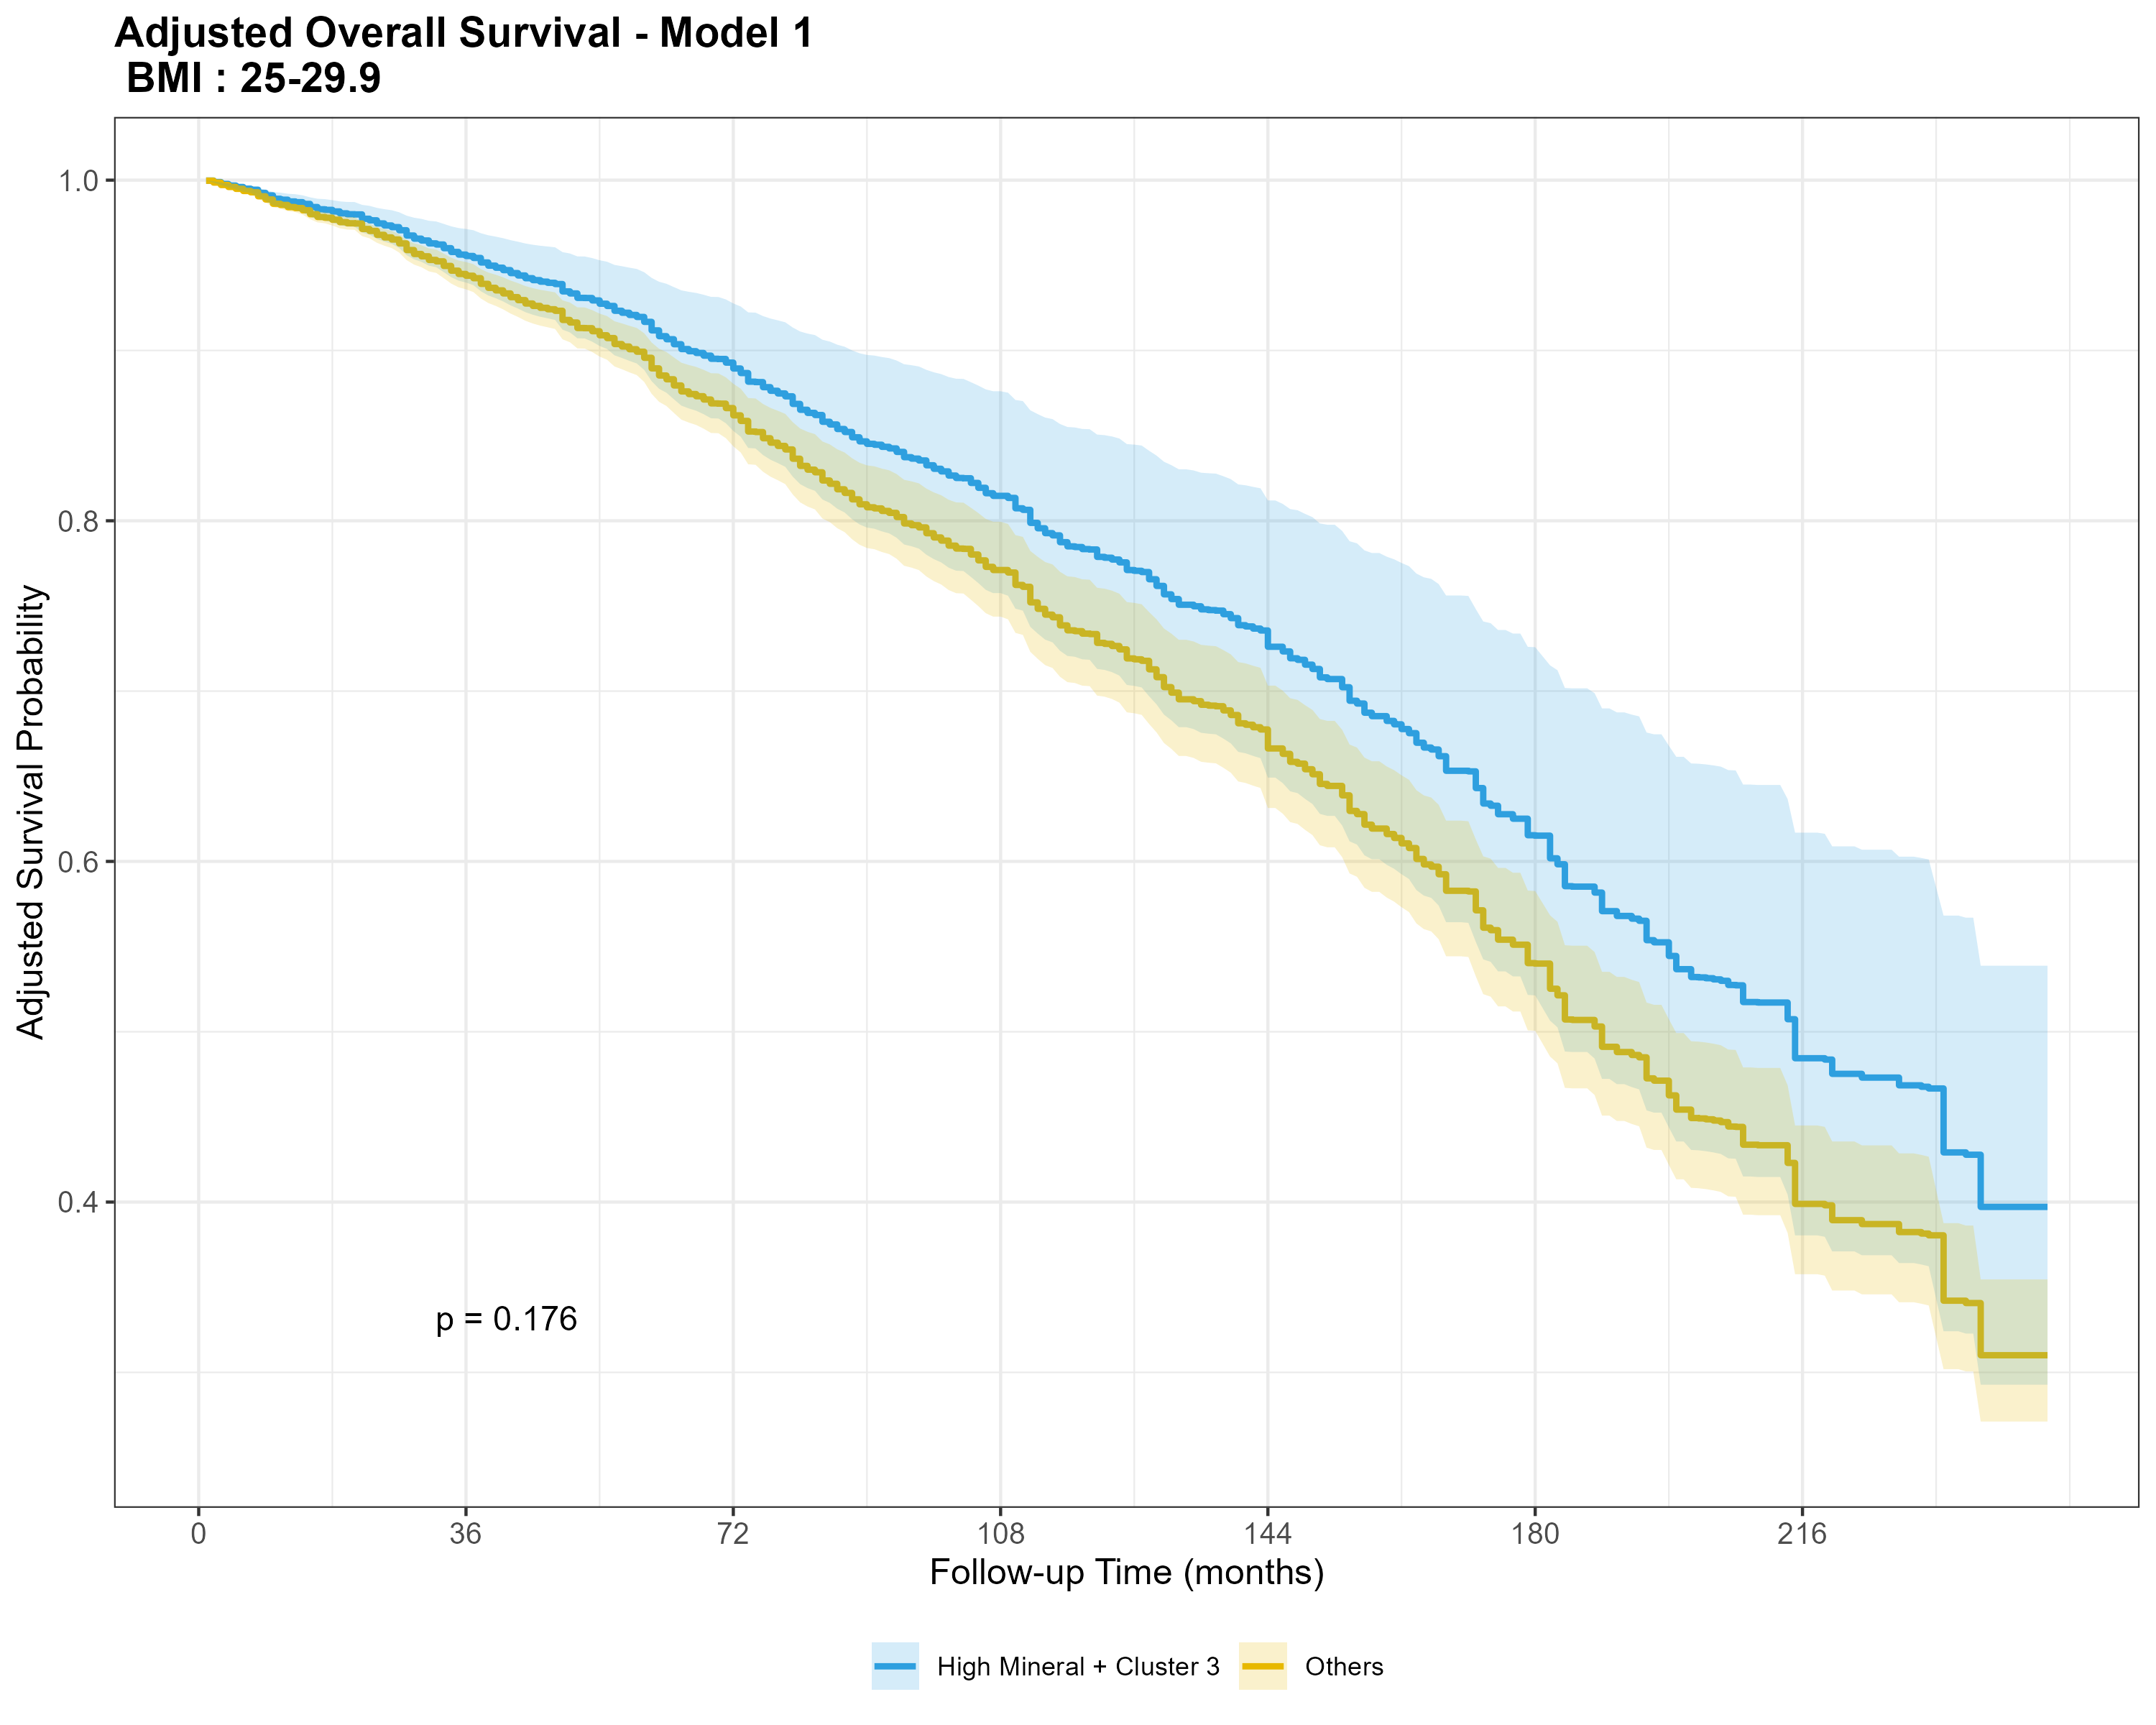 Adjusted Overall Survival - Model 1
BMI : 25-29.9
Adjusted Survival Probability
1.0
0.8
0.6
0.4
p = 0.176
0 36 72 108 144 180 216
Follow-up Time (months)
High Mineral + Cluster 3 Others